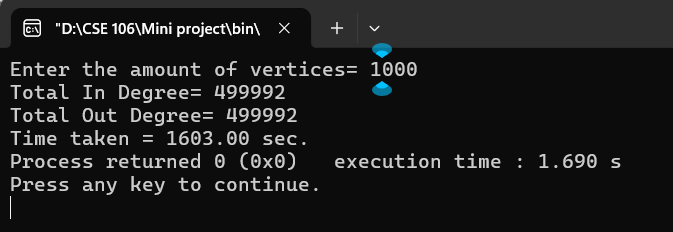 "D:\CSE 106\Mini project\bin\
Enter the amount of vertices= 1000
Total In Degree= 499992
Total Out Degree= 499992
Time taken = 1603.00 sec.
Process returned 0 (0x0)   execution time : 1.690 s
Press any key to continue.